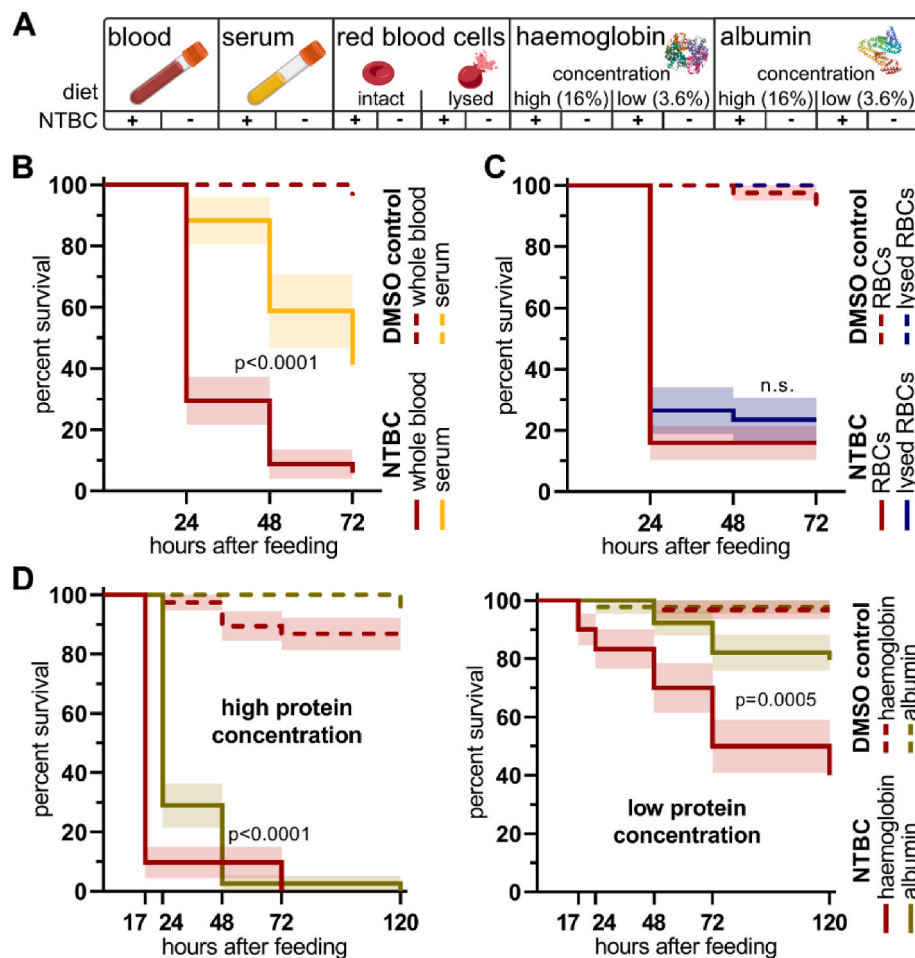 A
blood serum red blood cells haemoglobin albumin
concentration concentration
diet intact lysed high (16%) low (3.6%) high (16%) low (3.6%)
NTBC + - + - + - + - + - + - + - + -
B
percent survival
100
80
60
40
20
0
p<0.0001
24 48 72
hours after feeding
DMSO control
whole blood
serum
NTBC
whole blood
serum
C
percent survival
100
80
60
40
20
0
n.s.
24 48 72
hours after feeding
DMSO control
RBCs
lysed RBCs
NTBC
RBCs
lysed RBCs
D
percent survival
100
80
60
40
20
0
high protein
concentration
p<0.0001
17 24 48 72 120
hours after feeding
percent survival
100
80
60
40
20
0
p=0.0005
low protein
concentration
17 24 48 72 120
hours after feeding
DMSO control
haemoglobin
albumin
NTBC
haemoglobin
albumin